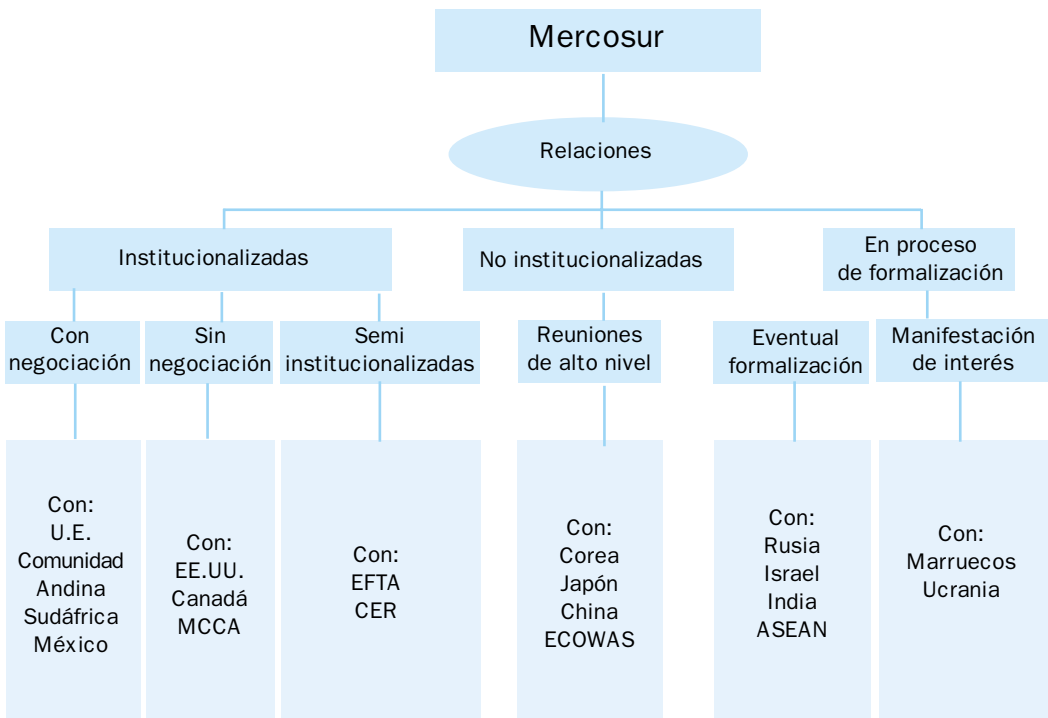 Mercosur
Relaciones
Institucionalizadas
No institucionalizadas
En proceso
de formalización
Con
negociación
Sin
negociación
Semi
institucionalizadas
Reuniones
de alto nivel
Eventual
formalización
Manifestación
de interés
Con:
U.E.
Comunidad
Andina
Sudáfrica
México
Con:
EE.UU.
Canadá
MCCA
Con:
EFTA
CER
Con:
Corea
Japón
China
ECOWAS
Con:
Rusia
Israel
India
ASEAN
Con:
Marruecos
Ucrania